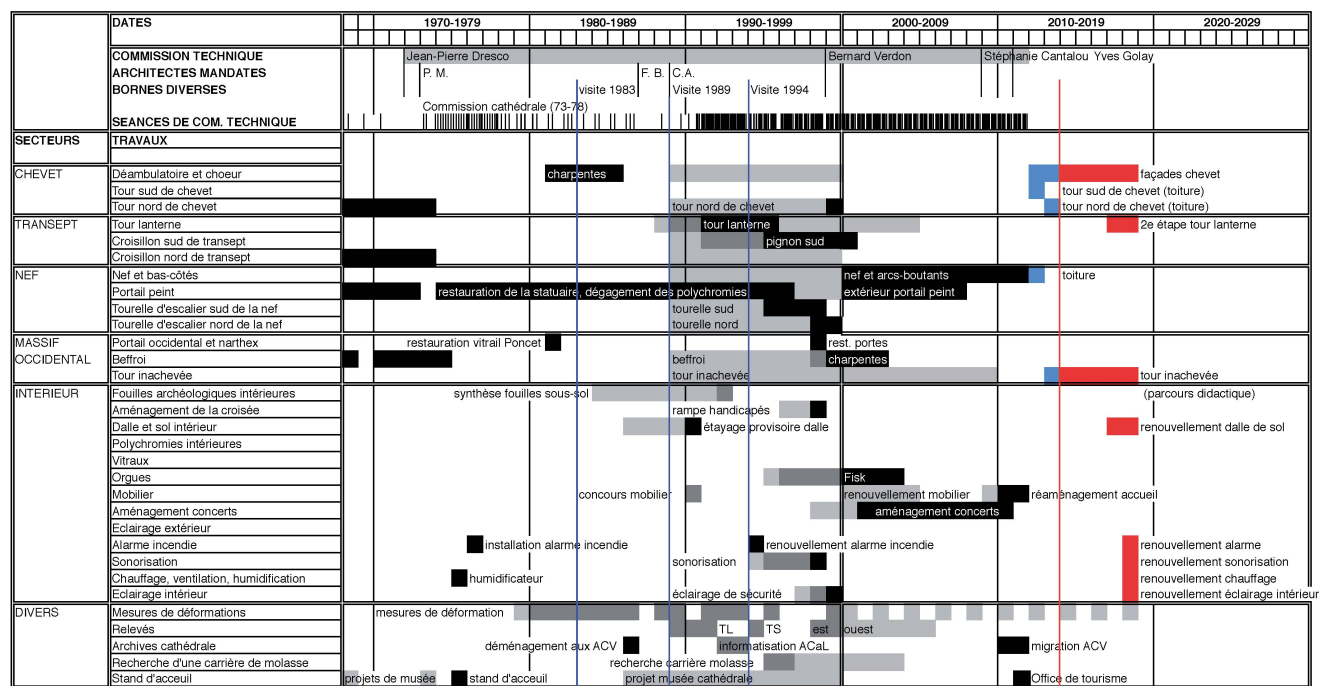 DATES 1970-1979 1980-1989 1990-1999 2000-2009 2010-2019 2020-2029
COMMISSION TECHNIQUE Jean-Pierre Dresco Bernard Verdon Stéphanie Cantalou Yves Golay
ARCHITECTES MANDATES P. M. F. B. C.A.
BORNES DIVERSES visite 1983 Visite 1989 Visite 1994
Commission cathédrale (73-78)
SEANCES DE COM. TECHNIQUE
SECTEURS TRAVAUX
CHEVET Déambulatoire et choeur charpentes façades chevet
Tour sud de chevet tour sud de chevet (toiture)
Tour nord de chevet tour nord de chevet tour nord de chevet (toiture)
TRANSEPT Tour lanterne tour lanterne 2e étape tour lanterne
Croisillon sud de transept pignon sud
Croisillon nord de transept
NEF Nef et bas-côtés nef et arcs-boutants toiture
Portail peint restauration de la statuaire, dégagement des polychromies extérieur portail peint
Tourelle d'escalier sud de la nef tourelle sud
Tourelle d'escalier nord de la nef tourelle nord
MASSIF Portail occidental et narthex restauration vitrail Poncet rest. portes
OCCIDENTAL Beffroi beffroi charpentes
Tour inachevée tour inachevée tour inachevée
INTERIEUR Fouilles archéologiques intérieures synthèse fouilles sous-sol (parcours didactique)
Aménagement de la croisée rampe handicapés
Dalle et sol intérieur étayage provisoire dalle renouvellement dalle de sol
Polychromies intérieures
Vitraux
Orgues Fisk
Mobilier concours mobilier renouvellement mobilier réaménagement accueil
Aménagement concerts aménagement concerts
Eclairage extérieur
Alarme incendie installation alarme incendie renouvellement alarme incendie renouvellement alarme
Sonorisation sonorisation renouvellement sonorisation
Chauffage, ventilation, humidification humidificateur renouvellement chauffage
Eclairage intérieur éclairage de sécurité renouvellement éclairage intérieur
DIVERS Mesures de déformations mesures de déformation
Relevés TL TS est ouest
Archives cathédrale déménagement aux ACV informatisation ACaL migration ACV
Recherche d'une carrière de molasse recherche carrière molasse
Stand d'acceuil projets de musée stand d'acceuil projet musée cathédrale Office de tourisme